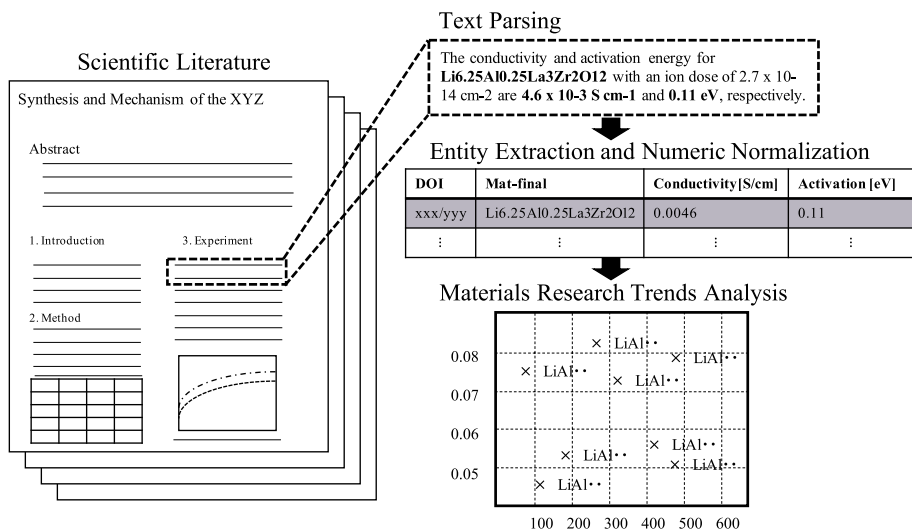 Text Parsing
The conductivity and activation energy for
Li6.25Al0.25La3Zr2O12 with an ion dose of 2.7 x 10-
14 cm-2 are 4.6 x 10-3 S cm-1 and 0.11 eV, respectively.
Scientific Literature
Synthesis and Mechanism of the XYZ
Abstract
1. Introduction
3. Experiment
2. Method
Entity Extraction and Numeric Normalization
DOI Mat-final Conductivity[S/cm] Activation [eV]
xxx/yyy Li6.25Al0.25La3Zr2O12 0.0046 0.11
⋮ ⋮ ⋮ ⋮
Materials Research Trends Analysis
× LiAl··
× LiAl··
× LiAl··
× LiAl··
× LiAl··
× LiAl··
× LiAl··
× LiAl··
0.08
0.07
0.06
0.05
100 200 300 400 500 600